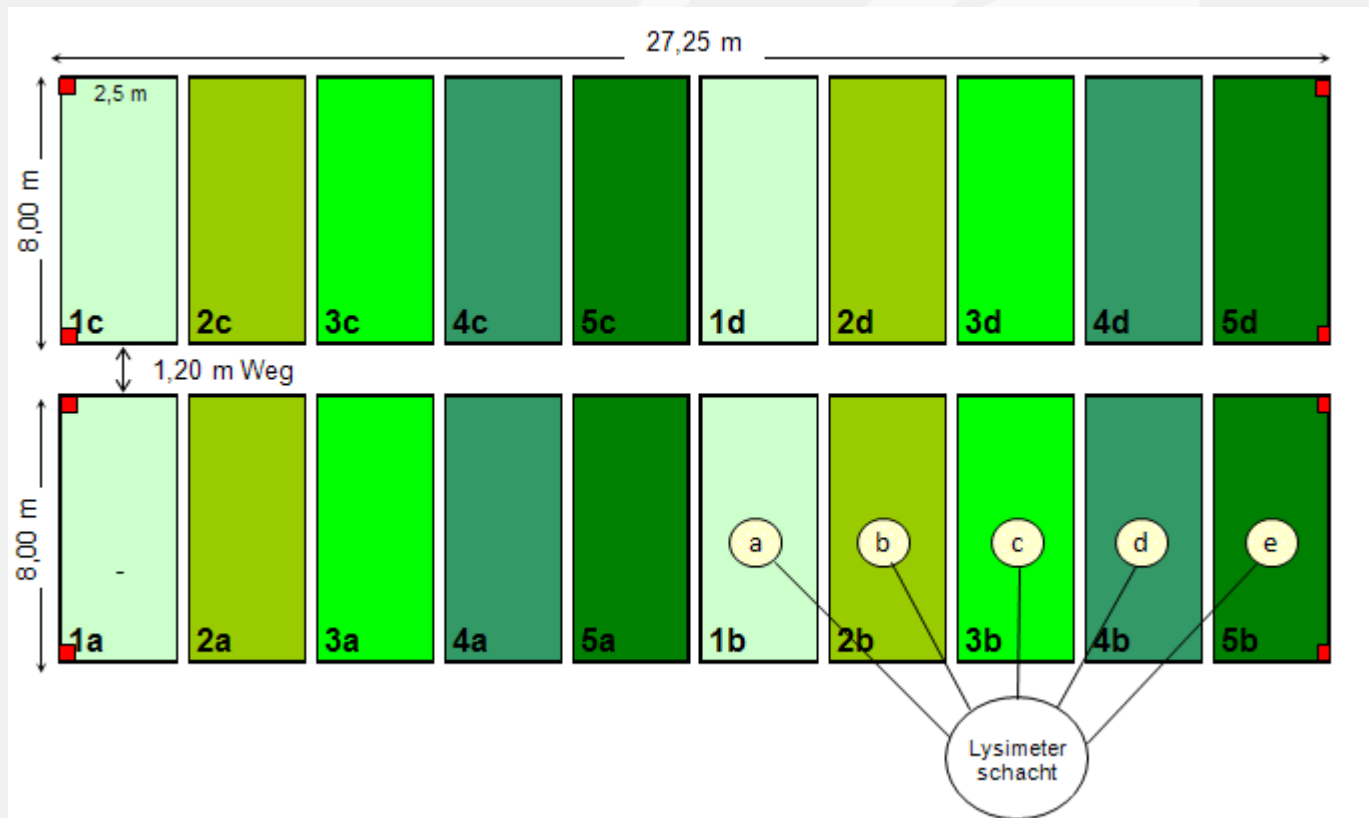 27,25 m
2,5 m
8,00 m
1c 2c 3c 4c 5c 1d 2d 3d 4d 5d
1,20 m Weg
8,00 m
a b c d e
-
1a 2a 3a 4a 5a 1b 2b 3b 4b 5b
Lysimeter
schacht